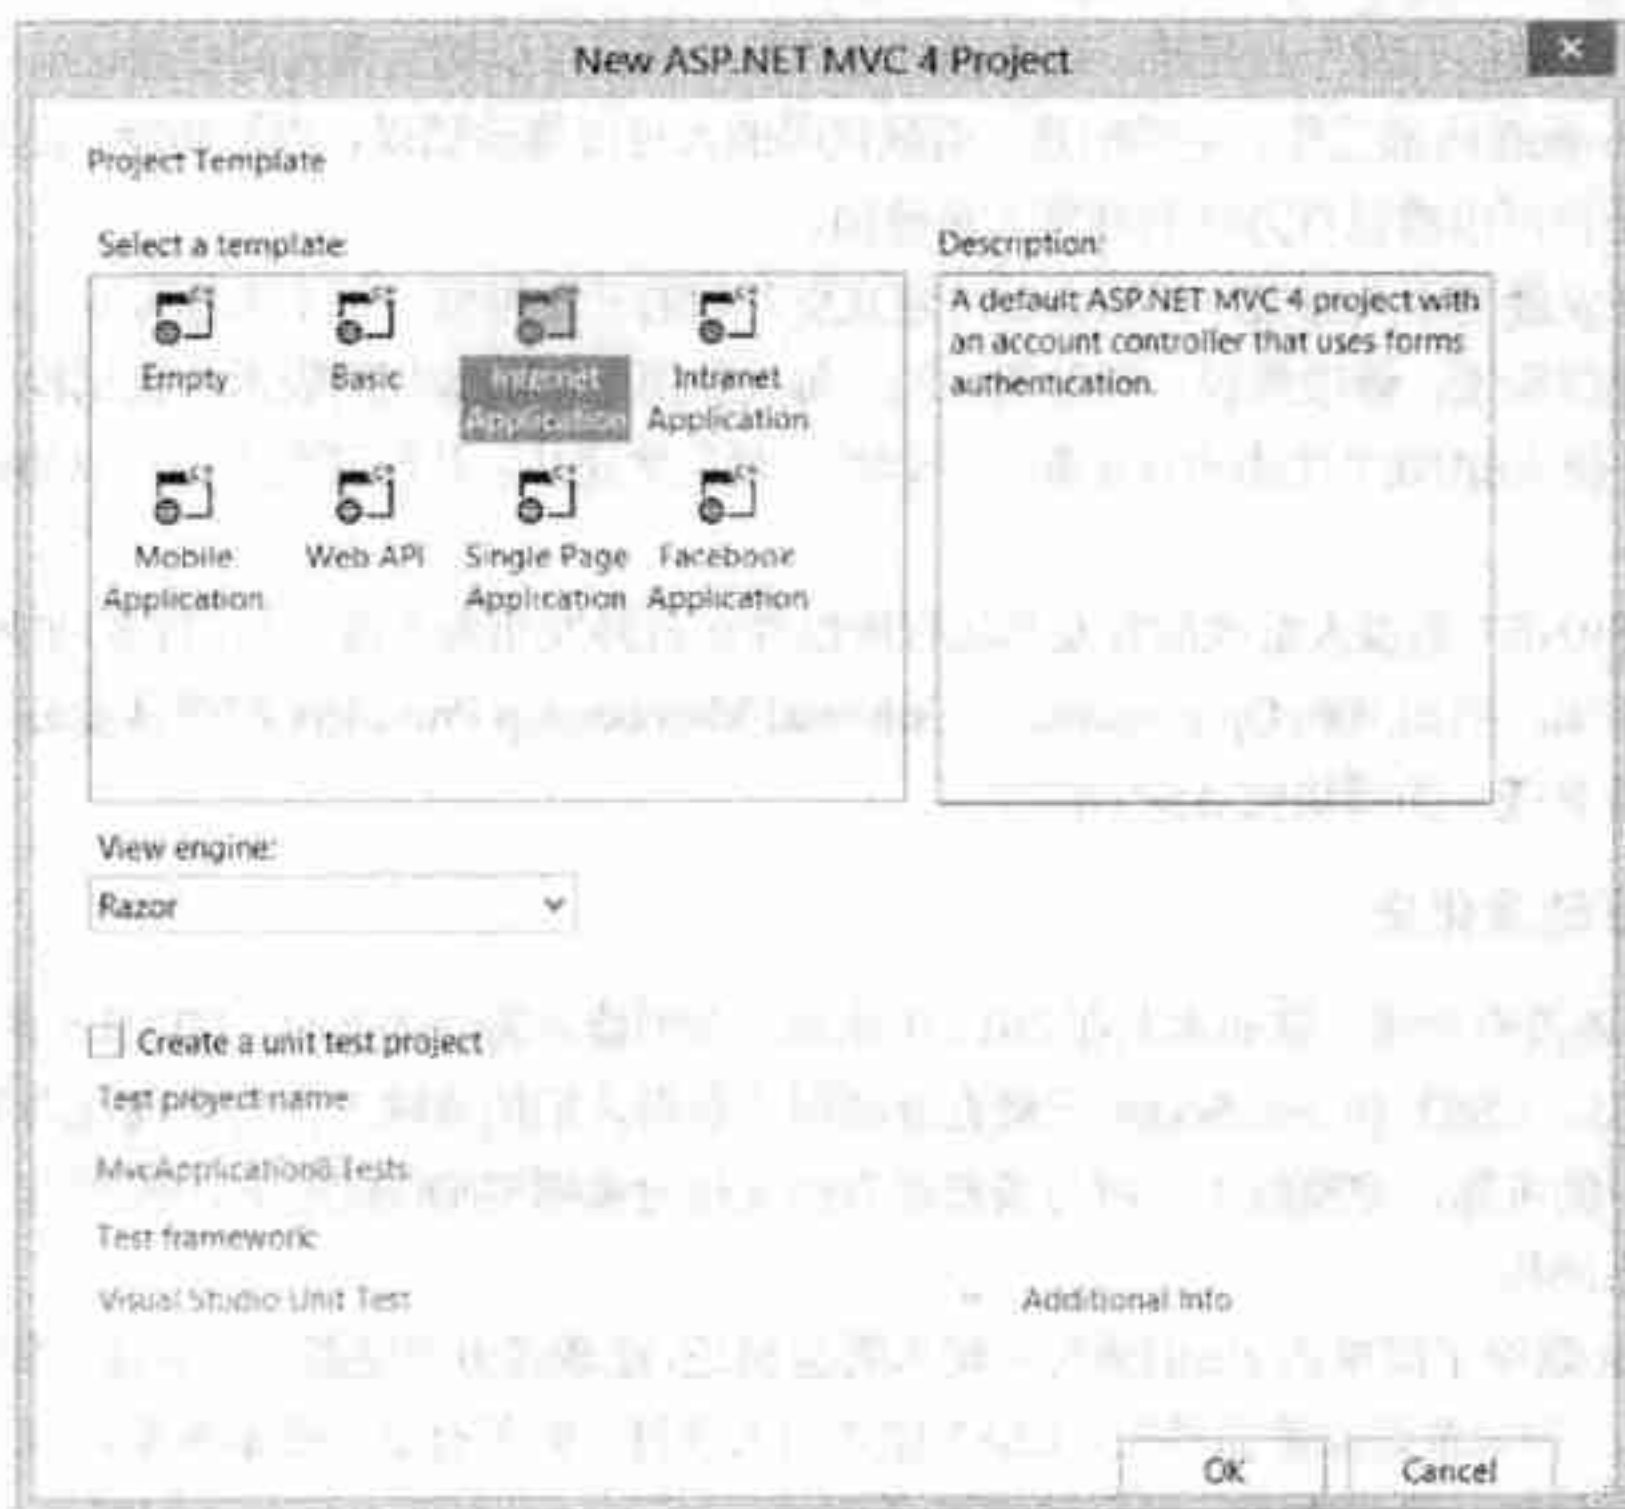 New ASP.NET MVC 4 Project
Project Template
Select a template:
Description:
Empty
Basic
Internet Application
Intranet Application
Mobile Application
Web API
Single Page Application
Facebook Application
A default ASP.NET MVC 4 project with
an account controller that uses forms
authentication.
View engine:
Razor
Create a unit test project
Test project name:
Test framework:
Visual Studio Unit Test
Additional Info
OK
Cancel